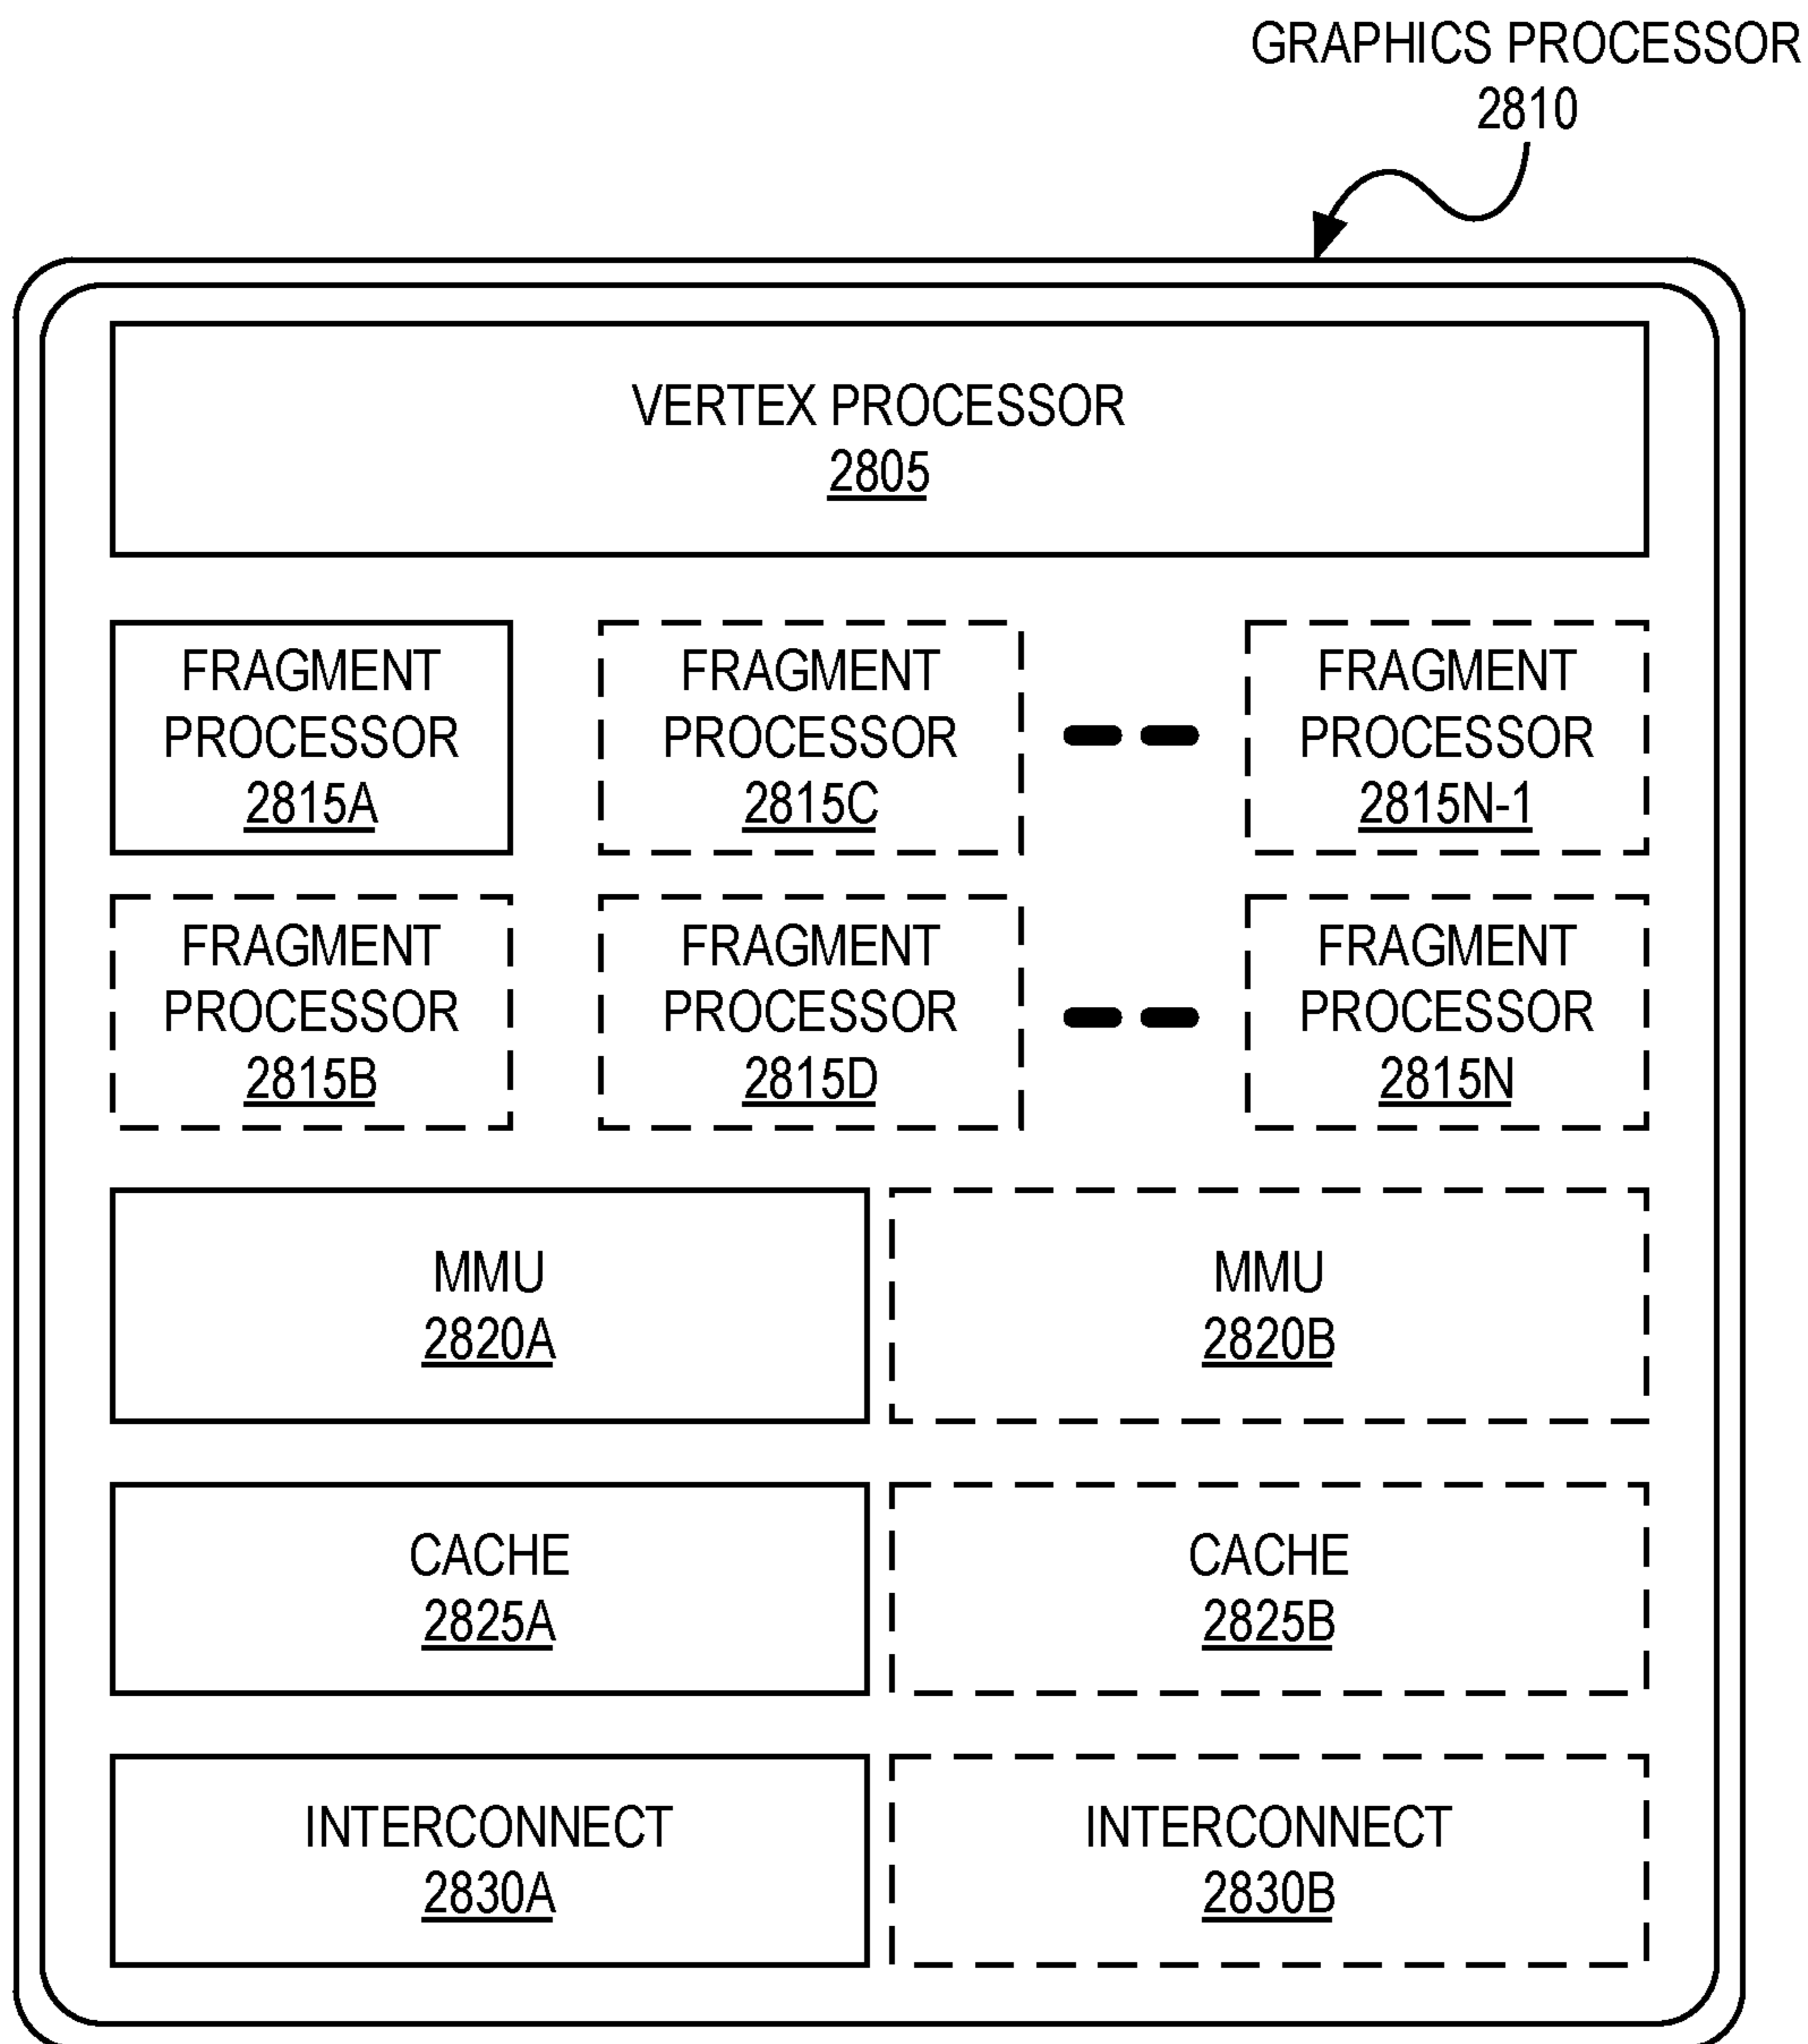 GRAPHICS PROCESSOR
2810
VERTEX PROCESSOR
2805
FRAGMENT
PROCESSOR
2815A
FRAGMENT
PROCESSOR
2815C
FRAGMENT
PROCESSOR
2815N-1
FRAGMENT
PROCESSOR
2815B
FRAGMENT
PROCESSOR
2815D
FRAGMENT
PROCESSOR
2815N
MMU
2820A
MMU
2820B
CACHE
2825A
CACHE
2825B
INTERCONNECT
2830A
INTERCONNECT
2830B